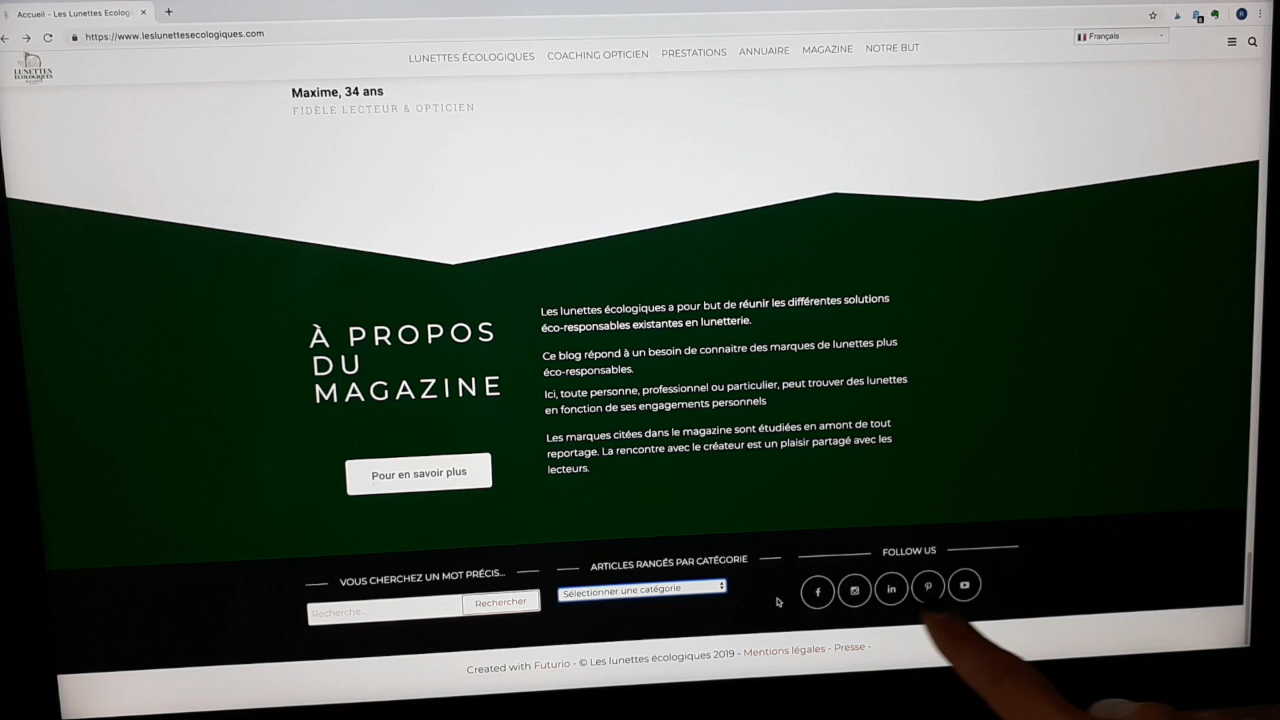 Accueil - Les Lunettes Ecolog
https://www.leslunettesecologiques.com
R
LUNETTES
ÉCOLOGIQUES
LUNETTES ÉCOLOGIQUES COACHING OPTICIEN PRESTATIONS ANNUAIRE MAGAZINE NOTRE BUT
Français
Maxime, 34 ans
FIDÈLE LECTEUR & OPTICIEN
À PROPOS
DU
MAGAZINE
Pour en savoir plus
Les lunettes écologiques a pour but de réunir les différentes solutions
éco-responsables existantes en lunetterie.
Ce blog répond à un besoin de connaitre des marques de lunettes plus
éco-responsables.
Ici, toute personne, professionnel ou particulier, peut trouver des lunettes
en fonction de ses engagements personnels
Les marques citées dans le magazine sont étudiées en amont de tout
reportage. La rencontre avec le créateur est un plaisir partagé avec les
lecteurs.
VOUS CHERCHEZ UN MOT PRÉCIS...
Recherche...
Rechercher
ARTICLES RANGÉS PAR CATÉGORIE
Sélectionner une catégorie
FOLLOW US
Created with Futurio - © Les lunettes écologiques 2019 - Mentions légales - Presse -